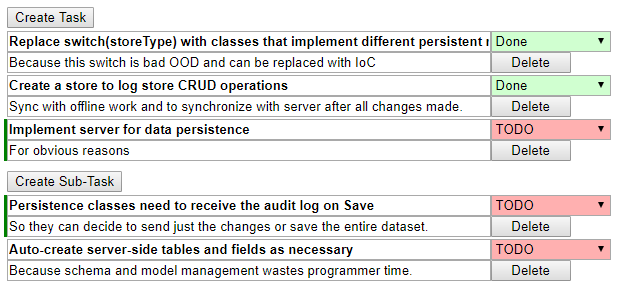 Create Task
Replace switch(storeType) with classes that implement different persistent Done
Because this switch is bad OOD and can be replaced with IoC Delete
Create a store to log store CRUD operations Done
Sync with offline work and to synchronize with server after all changes made. Delete
Implement server for data persistence TODO
For obvious reasons Delete
Create Sub-Task
Persistence classes need to receive the audit log on Save TODO
So they can decide to send just the changes or save the entire dataset. Delete
Auto-create server-side tables and fields as necessary TODO
Because schema and model management wastes programmer time. Delete